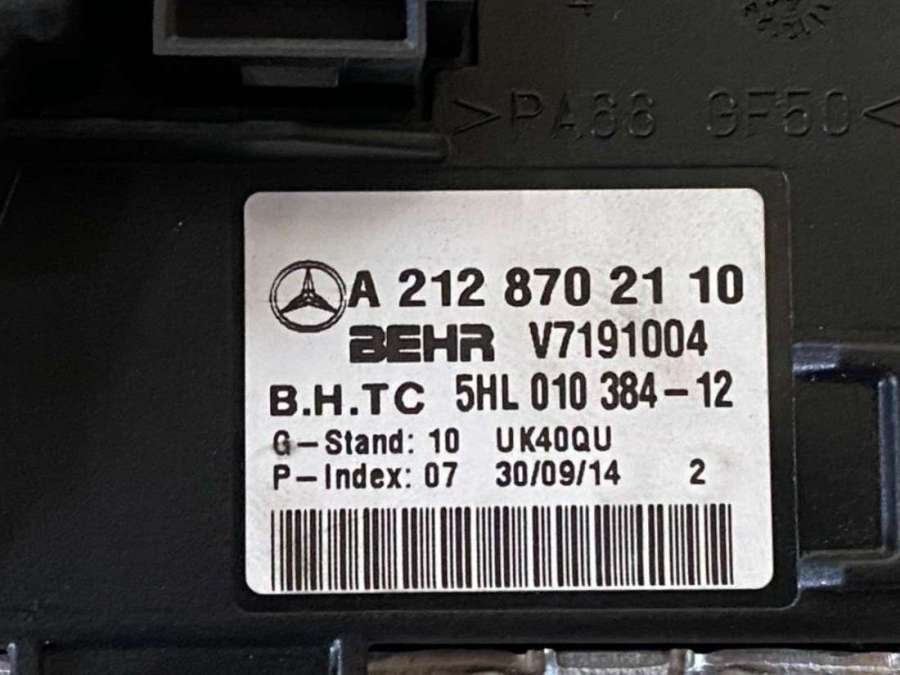 >PA66 GF50<
A 212 870 21 10
BEHR V7191004
B.H.TC 5HL 010 384-12
G-Stand: 10 UK40QU
P-Index: 07 30/09/14 2